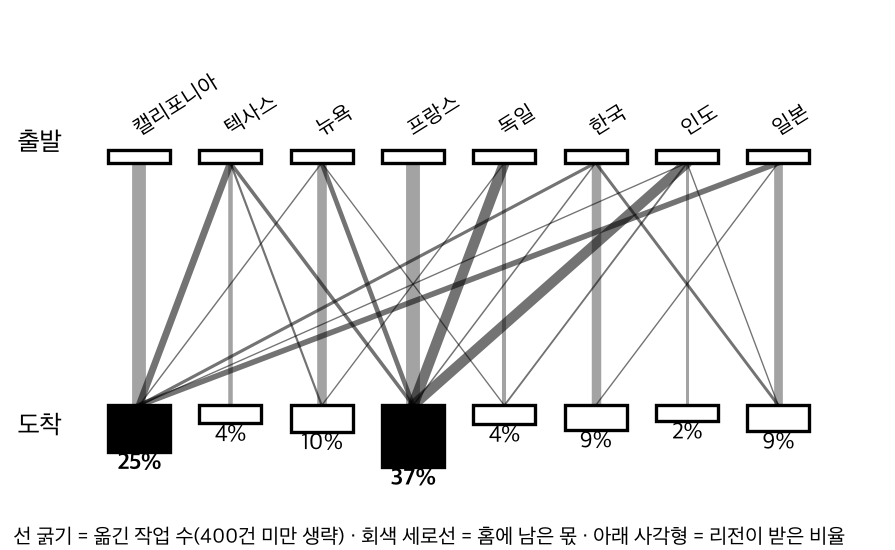 캘리포니아
텍사스
뉴욕
프랑스
독일
한국
인도
일본
출발
도착
25%
4%
10%
37%
4%
9%
2%
9%
선 굵기 = 옮긴 작업 수(400건 미만 생략) · 회색 세로선 = 홈에 남은 몫 · 아래 사각형 = 리전이 받은 비율